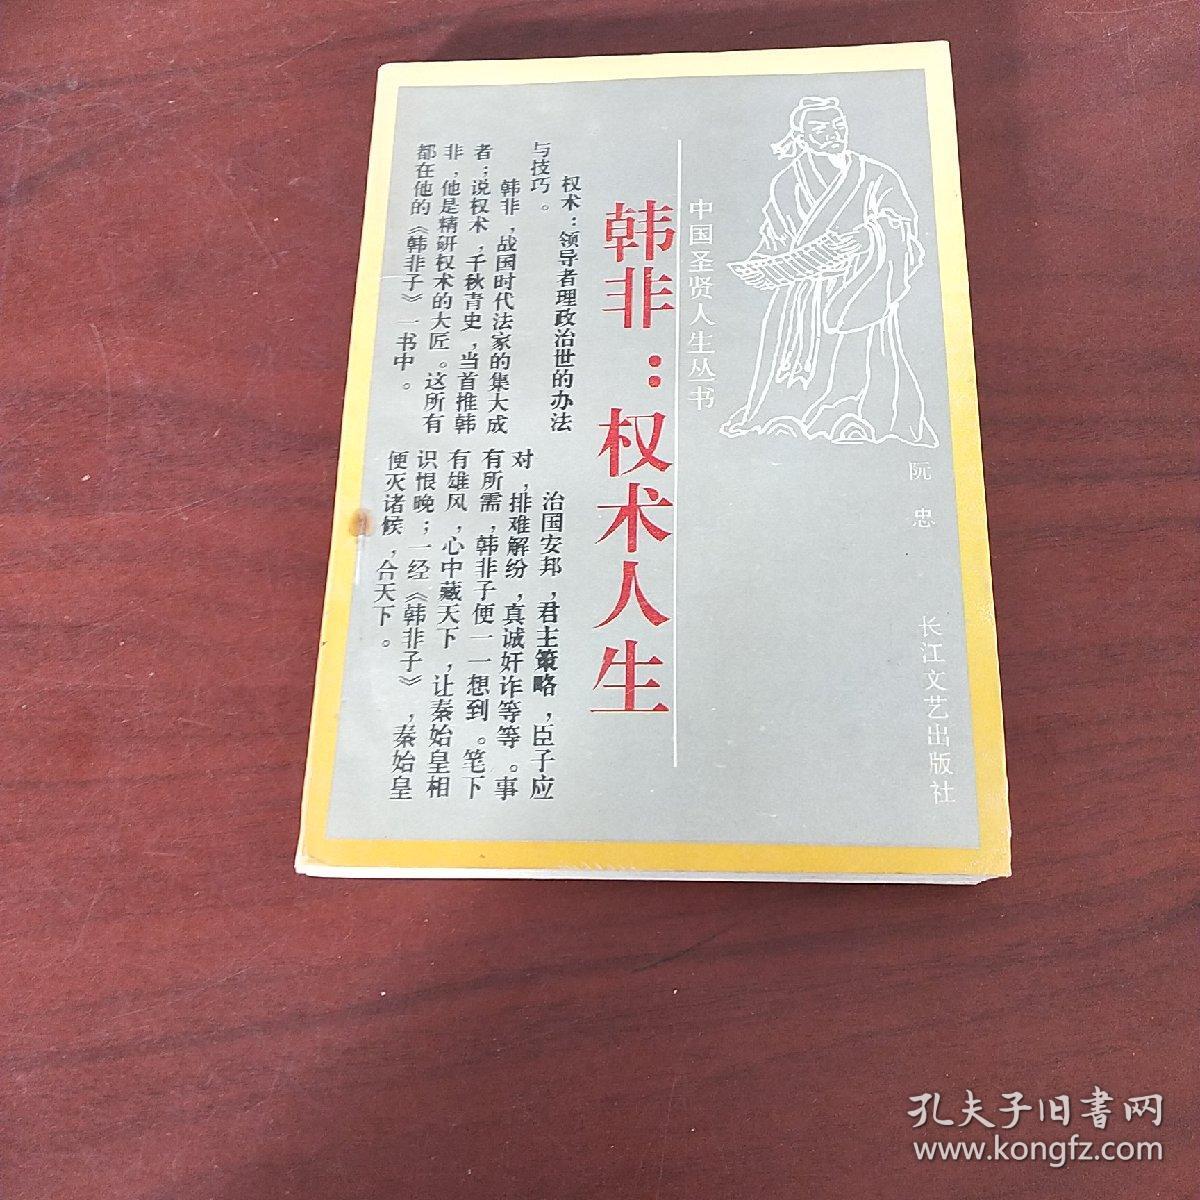 中国圣贤人生丛书
韩非：权术人生
阮忠
长江文艺出版社
权术：领导者理政治世的办法
与技巧。
韩非，战国时代法家的集大成
者；说权术，千秋青史，当首推韩
非，他是精研权术的大匠。这所有
都在他的《韩非子》一书中。
治国安邦，君主策略，臣子应
对，排难解纷，真诚奸诈等等。事
有所需，韩非子便一一想到。笔下
有雄风，心中藏天下，让秦始皇相
识恨晚；一经《韩非子》，秦始皇
便灭诸候，合天下。
孔夫子旧书网
www.kongfz.com